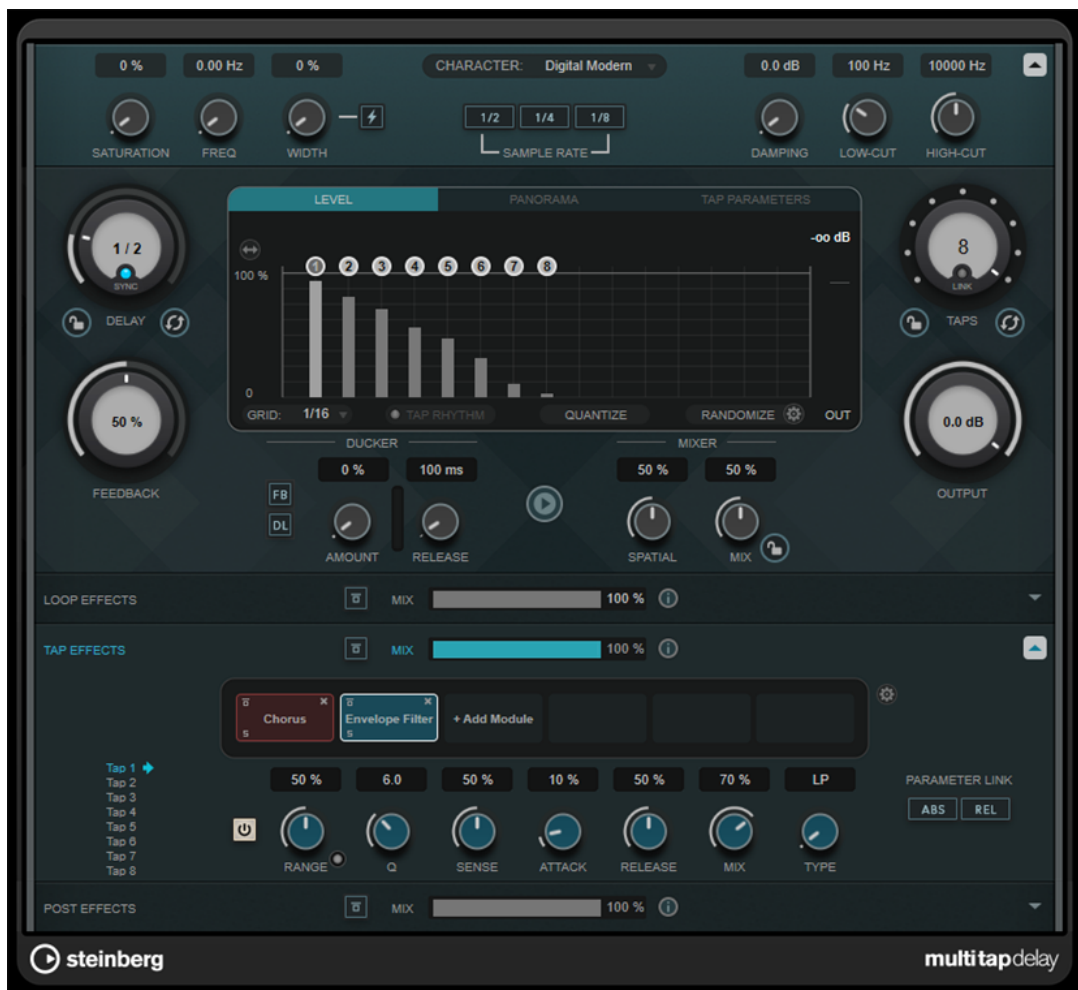 0 % 0.00 Hz 0 % CHARACTER: Digital Modern 0.0 dB 100 Hz 10000 Hz
1/2 1/4 1/8
SATURATION FREQ WIDTH SAMPLE RATE DAMPING LOW-CUT HIGH-CUT
LEVEL PANORAMA TAP PARAMETERS
-oo dB
1 / 2
SYNC
DELAY
8
LINK
TAPS
100 %
1 2 3 4 5 6 7 8
0
GRID: 1/16 TAP RHYTHM QUANTIZE RANDOMIZE OUT
50 %
FEEDBACK
0.0 dB
OUTPUT
DUCKER MIXER
0 % 100 ms 50 % 50 %
FB
DL
AMOUNT RELEASE SPATIAL MIX
LOOP EFFECTS MIX 100 % i
TAP EFFECTS MIX 100 % i
Chorus S
Envelope Filter S
+ Add Module
Tap 1
Tap 2
Tap 3
Tap 4
Tap 5
Tap 6
Tap 7
Tap 8
50 % 6.0 50 % 10 % 50 % 70 % LP
RANGE Q SENSE ATTACK RELEASE MIX TYPE
PARAMETER LINK
ABS REL
POST EFFECTS MIX 100 % i
steinberg multitapdelay